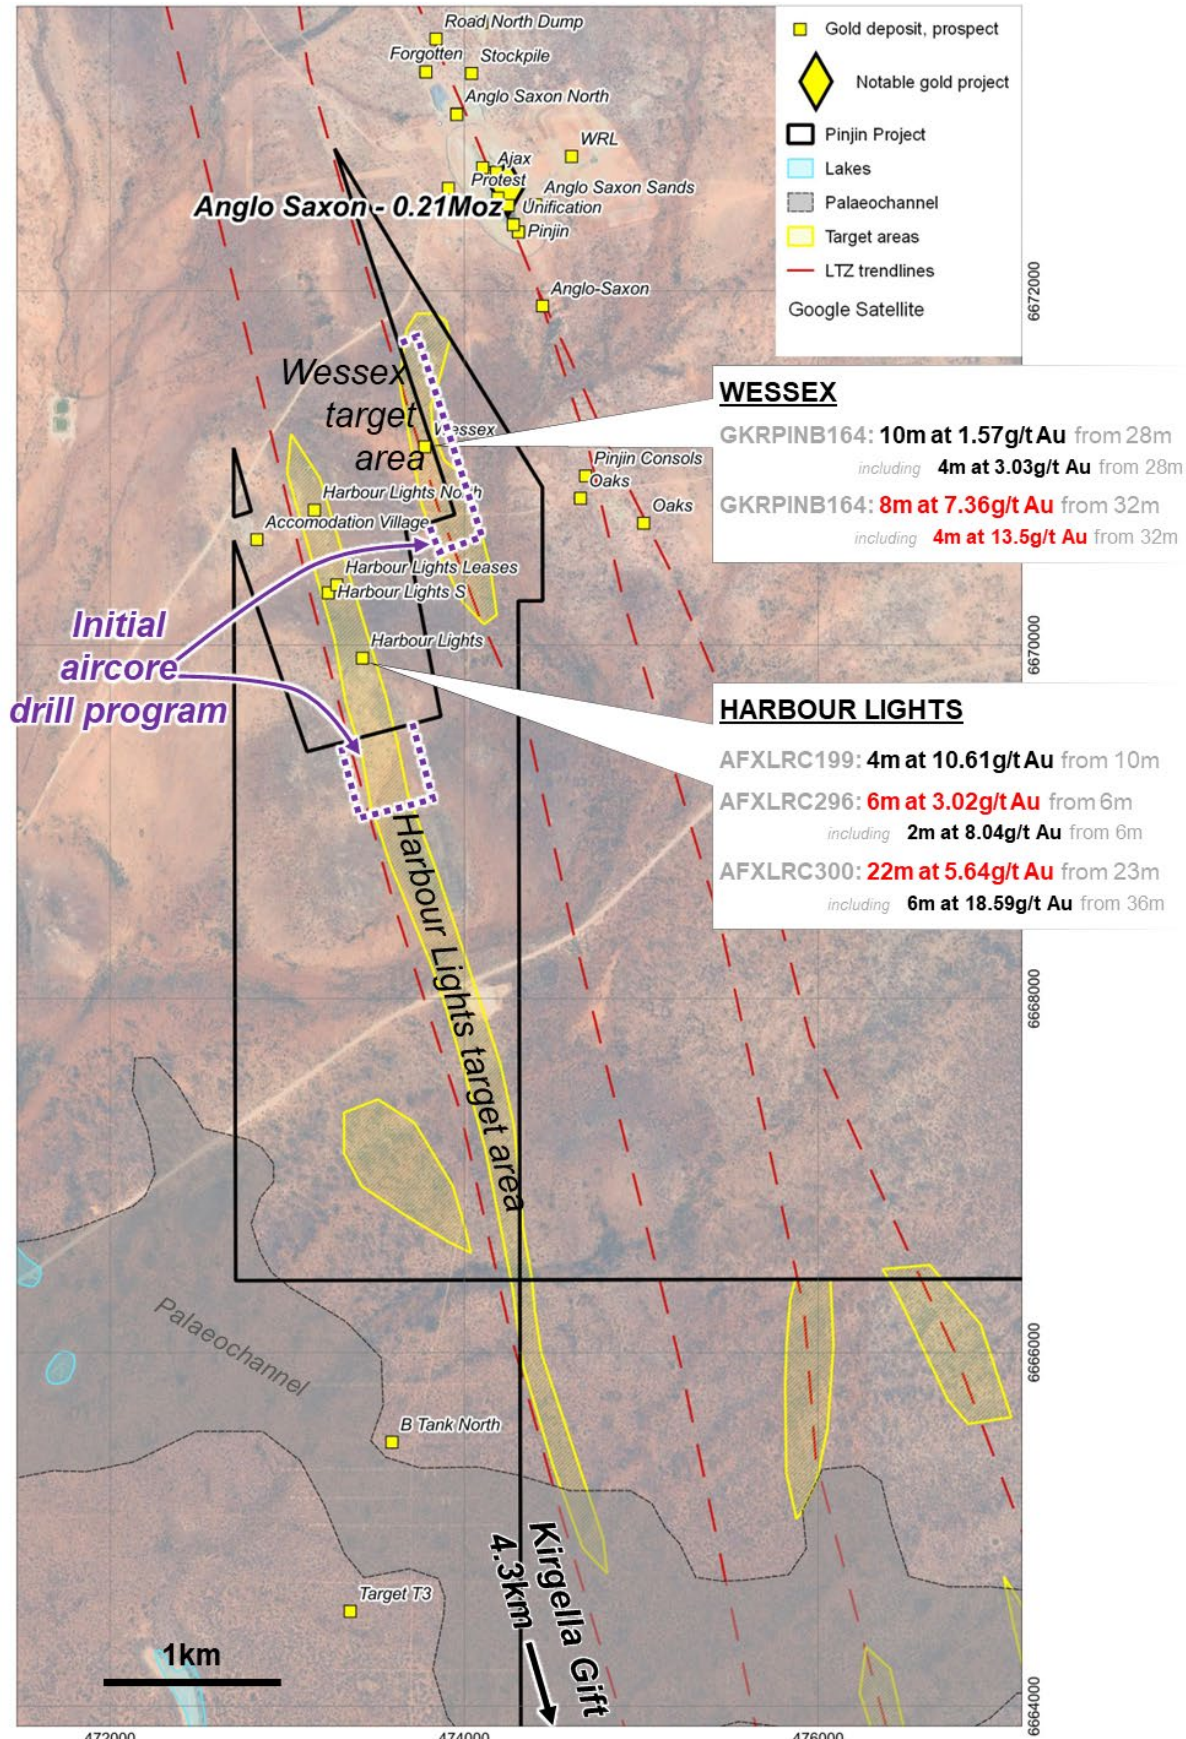 Road North Dump
Forgotten
Stockpile
Anglo Saxon North
WRL
Ajax
Protest
Anglo Saxon Sands
Anglo Saxon - 0.21Moz
Unification
Pinjin
Anglo-Saxon
Gold deposit, prospect
Notable gold project
Pinjin Project
Lakes
Palaeochannel
Target areas
LTZ trendlines
Google Satellite
6672000
Wessex
target
area
Wessex
Pinjin Consols
Oaks
Oaks
Harbour Lights North
Accomodation Village
Harbour Lights Leases
Harbour Lights S
Harbour Lights
WESSEX
GKRPINB164: 10m at 1.57g/t Au from 28m
including 4m at 3.03g/t Au from 28m
GKRPINB164: 8m at 7.36g/t Au from 32m
including 4m at 13.5g/t Au from 32m
Initial
aircore
drill program
6670000
HARBOUR LIGHTS
AFXLRC199: 4m at 10.61g/t Au from 10m
AFXLRC296: 6m at 3.02g/t Au from 6m
including 2m at 8.04g/t Au from 6m
AFXLRC300: 22m at 5.64g/t Au from 23m
including 6m at 18.59g/t Au from 36m
Harbour Lights target area
6668000
Palaeochannel
6666000
B Tank North
Target T3
Kirgella Gift
4.3km
1km
6664000
472000
474000
476000